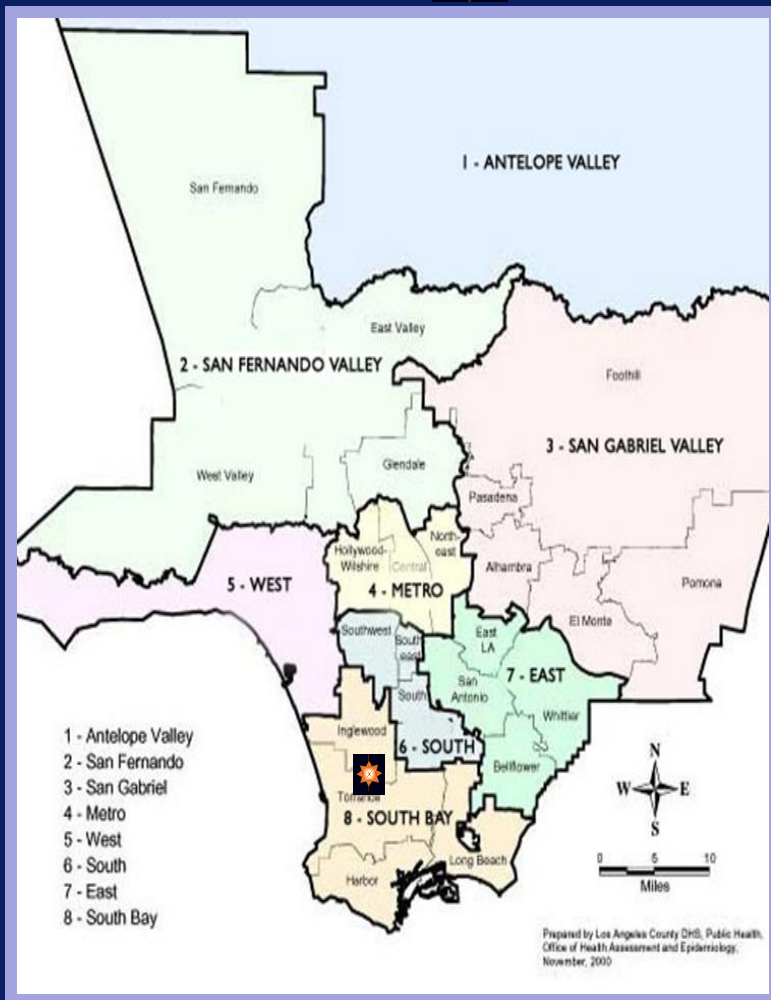 1 - ANTELOPE VALLEY
San Fernando
East Valley
2 - SAN FERNANDO VALLEY
Foothill
3 - SAN GABRIEL VALLEY
Glendale
West Valley
Pasadena
North-
east
Hollywood-
Wilshire
Central
Alhambra
5 - WEST
4 - METRO
Pomona
El Monte
Southwest
South
east
East
LA
7 - EAST
San
Antonio
South
Whittier
Inglewood
6 - SOUTH
Bellflower
Torrance
8 - SOUTH BAY
Long Beach
Harbor
1 - Antelope Valley
2 - San Fernando
3 - San Gabriel
4 - Metro
5 - West
6 - South
7 - East
8 - South Bay
N
W E
S
0 5 10
Miles
Prepared by Los Angeles County DHS, Public Health,
Office of Health Assessment and Epidemiology,
November, 2000